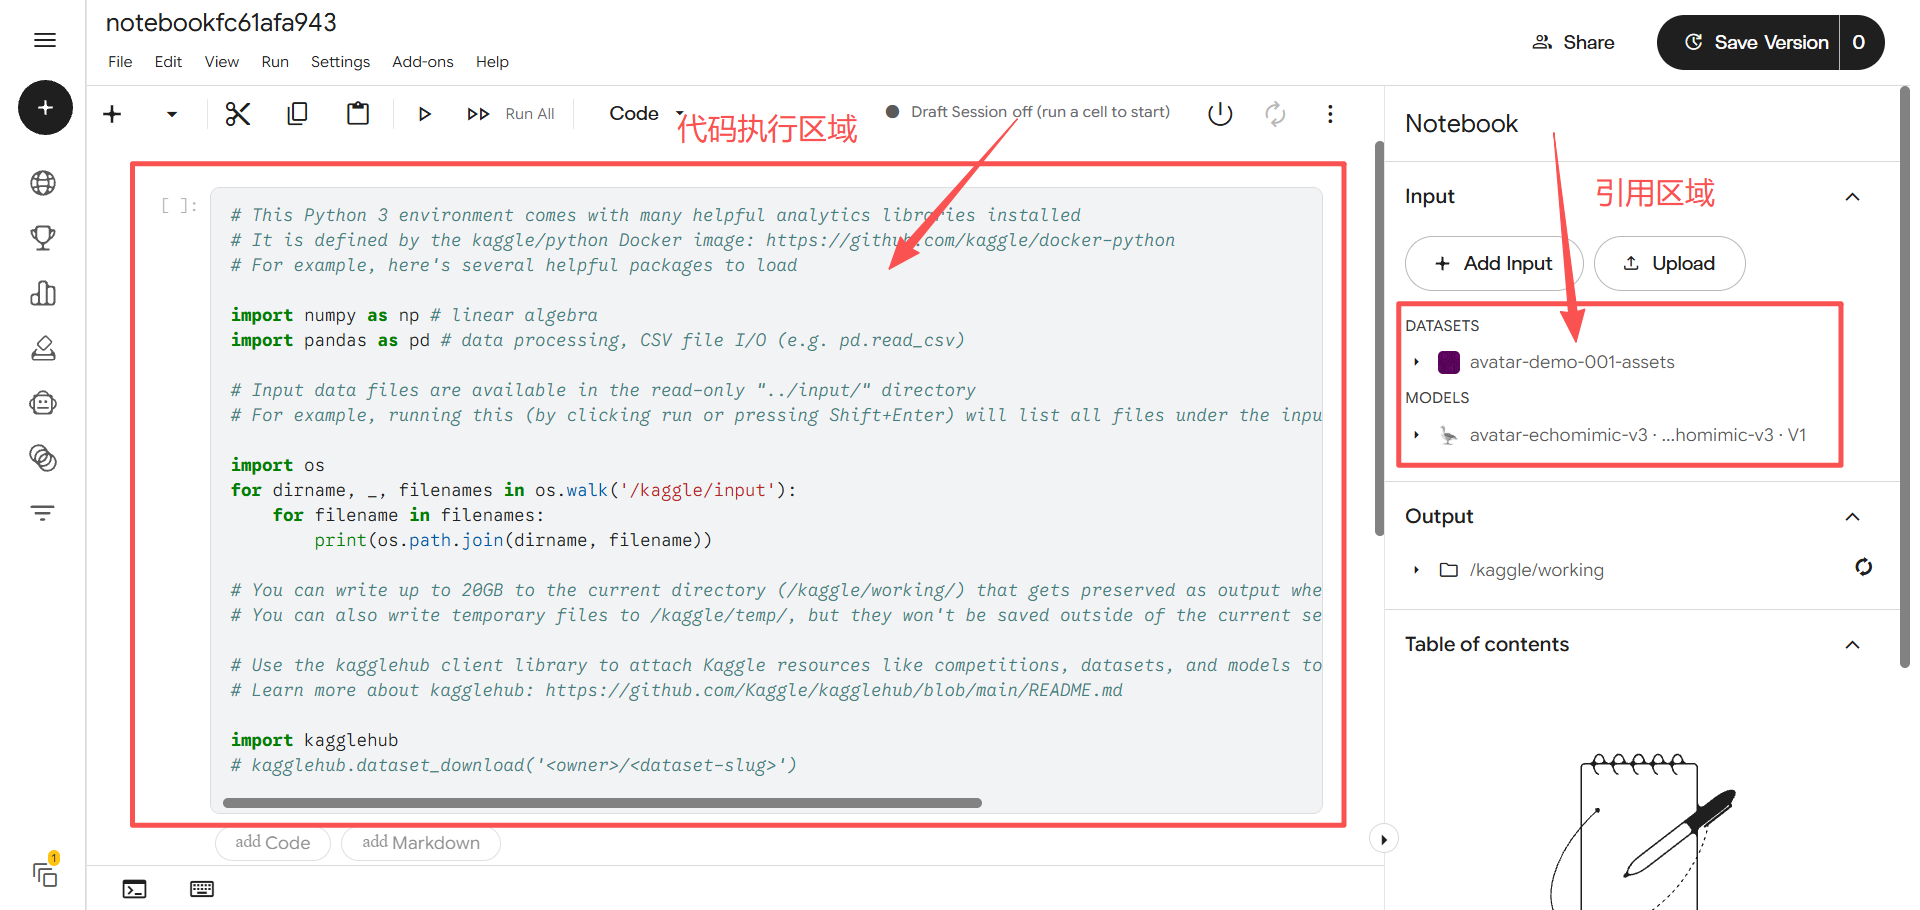 notebookfc61afa943
File Edit View Run Settings Add-ons Help
Share
Save Version 0
Run All
Code
Draft Session off (run a cell to start)
代码执行区域
[ ]:
# This Python 3 environment comes with many helpful analytics libraries installed
# It is defined by the kaggle/python Docker image: https://github.com/kaggle/docker-python
# For example, here's several helpful packages to load
import numpy as np # linear algebra
import pandas as pd # data processing, CSV file I/O (e.g. pd.read_csv)
# Input data files are available in the read-only "../input/" directory
# For example, running this (by clicking run or pressing Shift+Enter) will list all files under the inpu
import os
for dirname, _, filenames in os.walk('/kaggle/input'):
    for filename in filenames:
        print(os.path.join(dirname, filename))
# You can write up to 20GB to the current directory (/kaggle/working/) that gets preserved as output whe
# You can also write temporary files to /kaggle/temp/, but they won't be saved outside of the current se
# Use the kagglehub client library to attach Kaggle resources like competitions, datasets, and models to
# Learn more about kagglehub: https://github.com/Kaggle/kagglehub/blob/main/README.md
import kagglehub
# kagglehub.dataset_download('<owner>/<dataset-slug>')
add Code
add Markdown
Notebook
Input
引用区域
Add Input
Upload
DATASETS
avatar-demo-001-assets
MODELS
avatar-echomimic-v3 · ...homimic-v3 · V1
Output
/kaggle/working
Table of contents
1